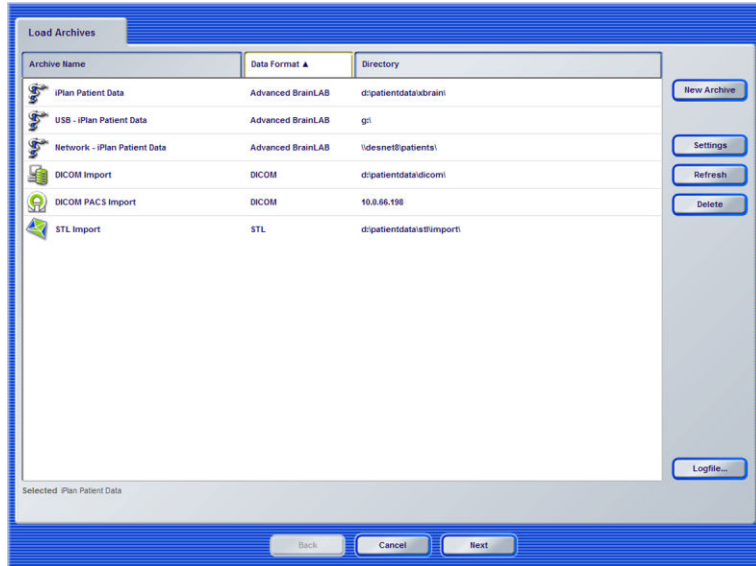 Load Archives
Archive Name Data Format ▲ Directory
iPlan Patient Data Advanced BrainLAB d:\patientdata\xbrain\
New Archive
USB - iPlan Patient Data Advanced BrainLAB g:\
Network - iPlan Patient Data Advanced BrainLAB \\desnet8\patients\
Settings
DICOM Import DICOM d:\patientdata\dicom\
Refresh
DICOM PACS Import DICOM 10.0.66.198
Delete
STL Import STL d:\patientdata\stl\import\
Logfile...
Selected iPlan Patient Data
Back Cancel Next